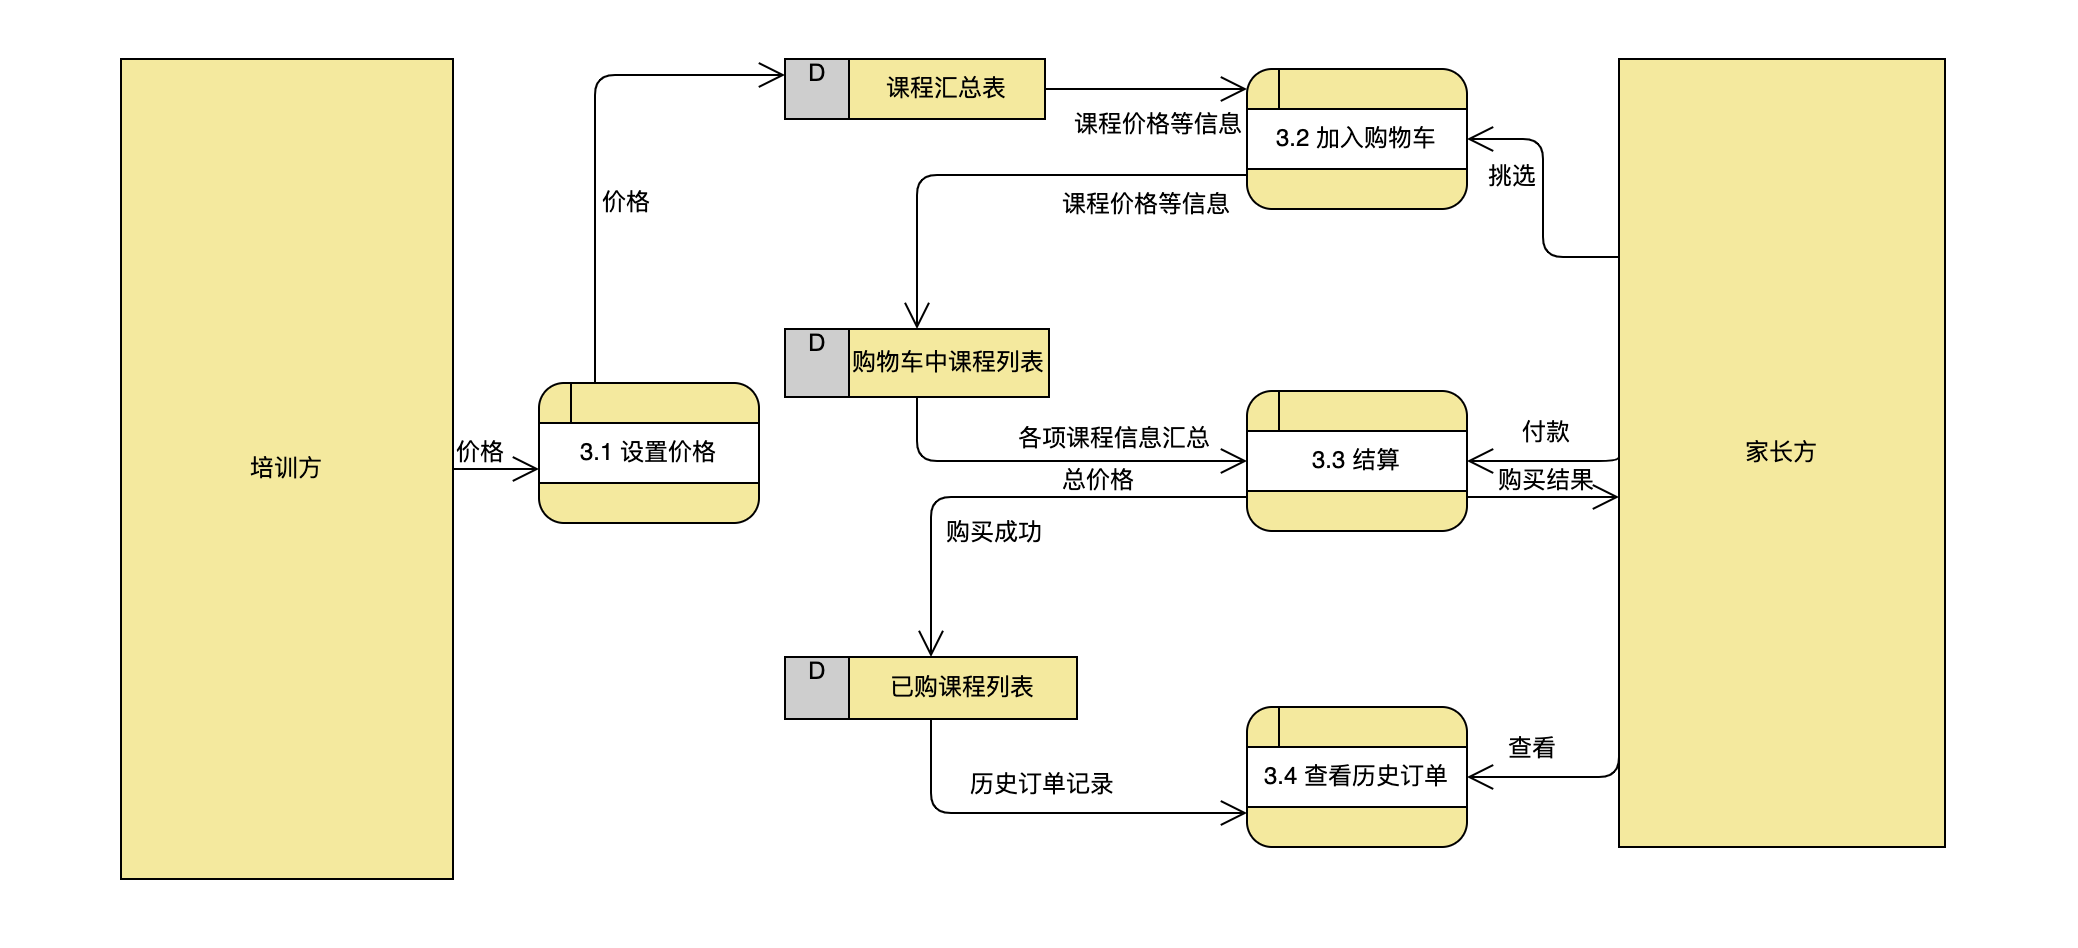 D
课程汇总表
课程价格等信息
3.2 加入购物车
挑选
价格
课程价格等信息
D
购物车中课程列表
价格
3.1 设置价格
培训方
各项课程信息汇总
总价格
3.3 结算
付款
购买结果
家长方
购买成功
D
已购课程列表
历史订单记录
3.4 查看历史订单
查看